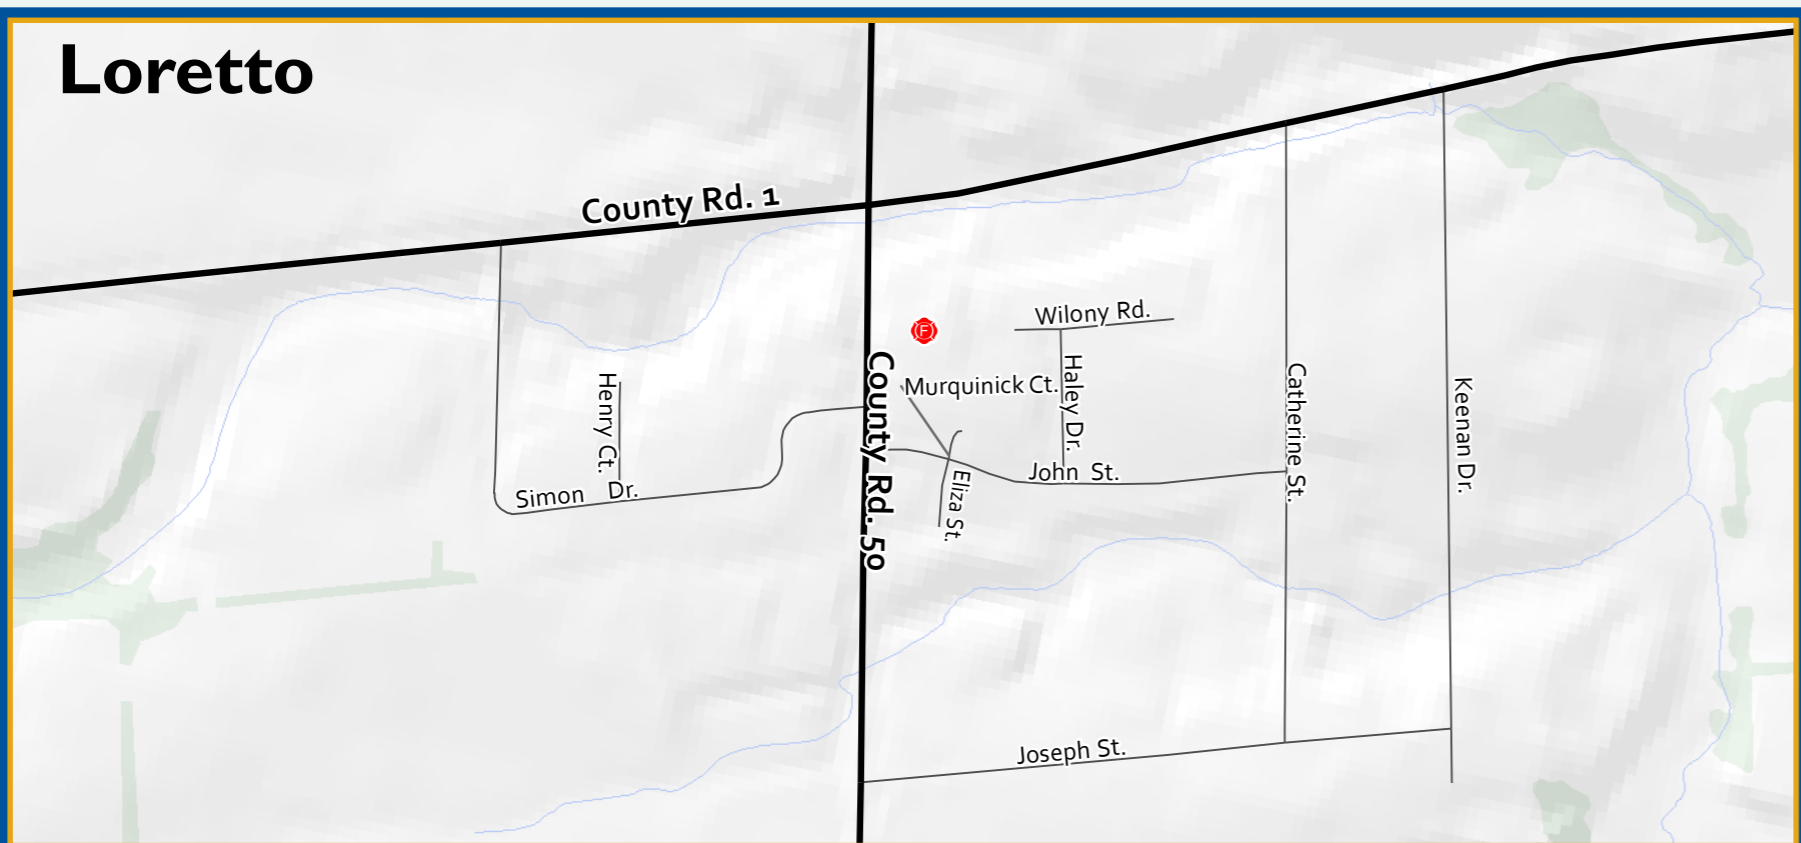 Loretto
County Rd. 1
Wilony Rd.
F
County Rd. 50
Murquinick Ct.
Haley Dr.
Henry Ct.
Catherine St.
Keenan Dr.
John St.
Simon Dr.
Eliza St.
Joseph St.